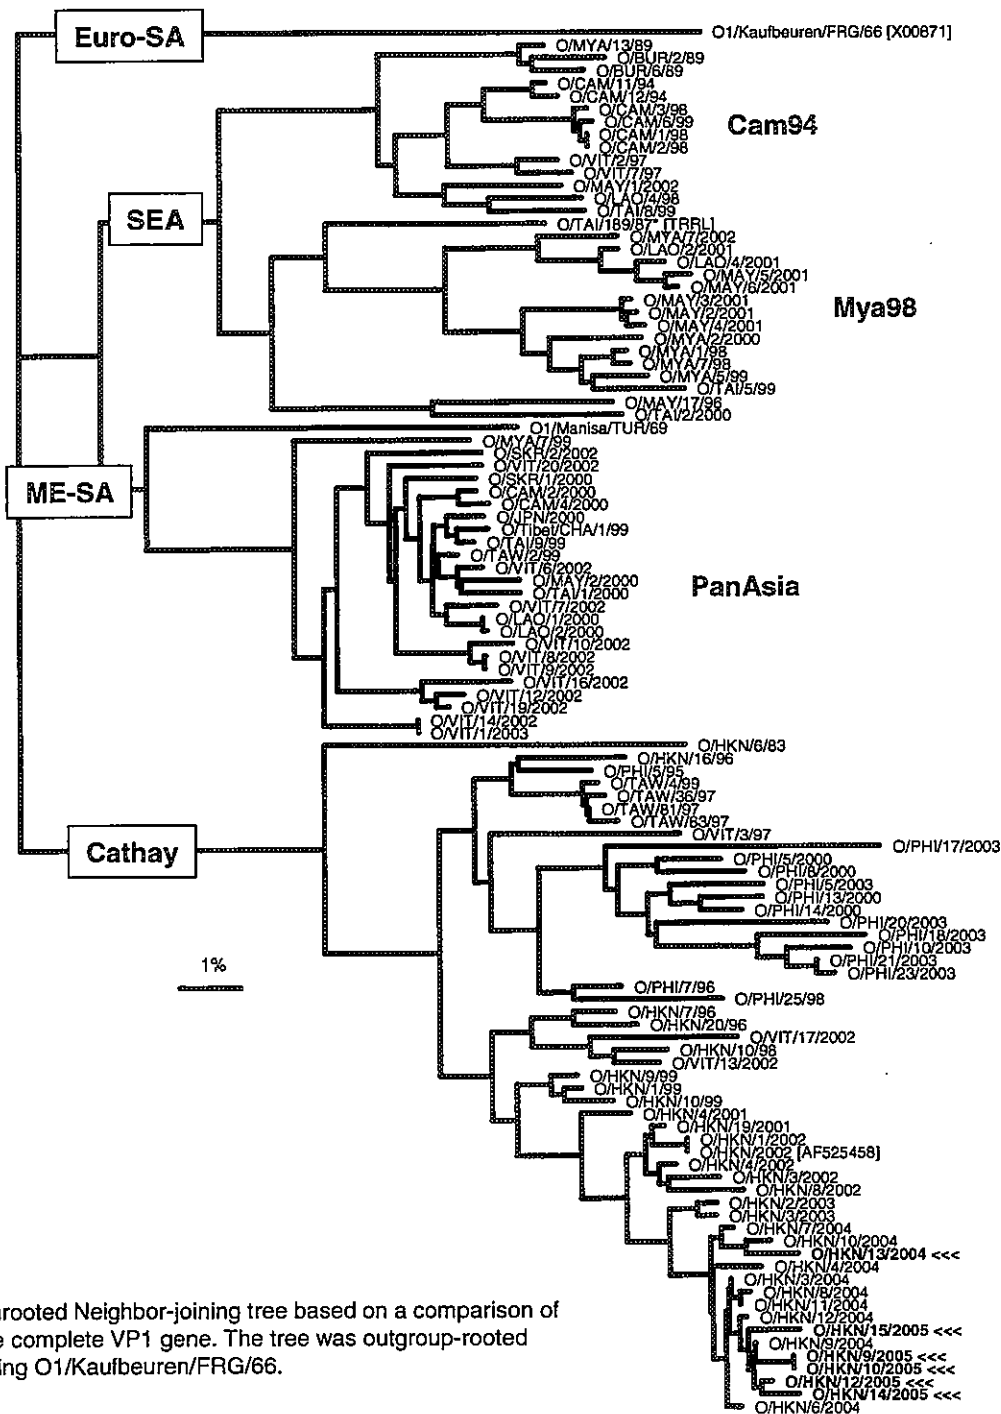 Euro-SA
O1/Kaufbeuren/FRG/66 [X00871]
O/MYA/13/89
O/BUR/2/89
O/BUR/6/89
O/CAM/11/94
O/CAM/12/94
O/CAM/3/98
O/CAM/6/99
O/CAM/1/98
O/CAM/2/98
Cam94
O/VIT/2/97
O/VIT/7/97
O/MAY/1/2002
O/LAO/4/98
O/TAI/8/99
SEA
O/TAI/189/87* [TRRL]
O/MYA/7/2002
O/LAO/2/2001
O/LAO/4/2001
O/MAY/5/2001
O/MAY/6/2001
O/MAY/3/2001
O/MAY/2/2001
O/MAY/4/2001
Mya98
O/MYA/2/2000
O/MYA/1/98
O/MYA/7/98
O/MYA/5/99
O/TAI/5/99
O/MAY/17/96
O/TAI/2/2000
O1/Manisa/TUR/69
ME-SA
O/MYA/7/99
O/SKR/2/2002
O/VIT/20/2002
O/SKR/1/2000
O/CAM/2/2000
O/CAM/4/2000
O/JPN/2000
O/Tibet/CHA/1/99
O/TAI/9/99
O/TAW/2/99
O/VIT/6/2002
O/MAY/2/2000
O/TAI/1/2000
PanAsia
O/VIT/7/2002
O/LAO/1/2000
O/LAO/2/2000
O/VIT/10/2002
O/VIT/8/2002
O/VIT/9/2002
O/VIT/16/2002
O/VIT/12/2002
O/VIT/19/2002
O/VIT/14/2002
O/VIT/1/2003
O/HKN/6/83
O/HKN/16/96
O/PHI/5/95
O/TAW/4/99
O/TAW/36/97
O/TAW/81/97
O/TAW/83/97
O/VIT/3/97
Cathay
O/PHI/17/2003
O/PHI/5/2000
O/PHI/8/2000
O/PHI/5/2003
O/PHI/13/2000
O/PHI/14/2000
O/PHI/20/2003
O/PHI/18/2003
O/PHI/10/2003
O/PHI/21/2003
O/PHI/23/2003
1%
O/PHI/7/96
O/PHI/25/98
O/HKN/7/96
O/HKN/20/96
O/VIT/17/2002
O/HKN/10/98
O/VIT/13/2002
O/HKN/9/99
O/HKN/1/99
O/HKN/10/99
O/HKN/4/2001
O/HKN/19/2001
O/HKN/1/2002
O/HKN/2002 [AF525458]
O/HKN/4/2002
O/HKN/3/2002
O/HKN/8/2002
O/HKN/2/2003
O/HKN/3/2003
O/HKN/7/2004
O/HKN/10/2004
O/HKN/13/2004 <<<
O/HKN/4/2004
O/HKN/3/2004
O/HKN/8/2004
O/HKN/11/2004
O/HKN/12/2004
O/HKN/15/2005 <<<
O/HKN/9/2004
O/HKN/9/2005 <<<
O/HKN/10/2005 <<<
O/HKN/12/2005 <<<
O/HKN/14/2005 <<<
O/HKN/6/2004
rooted Neighbor-joining tree based on a comparison of
e complete VP1 gene. The tree was outgroup-rooted
ing O1/Kaufbeuren/FRG/66.